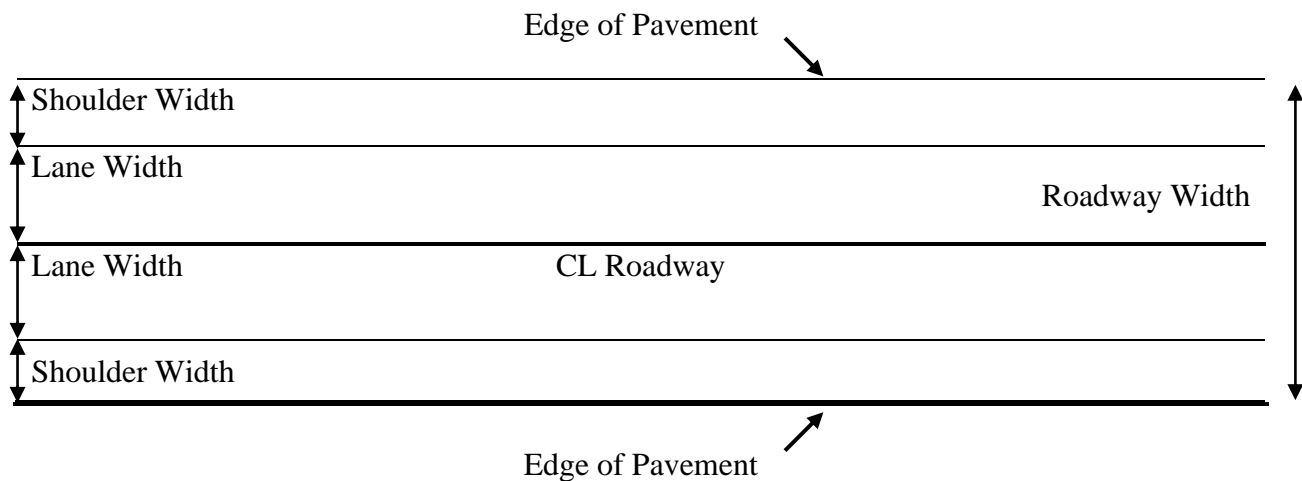 Edge of Pavement
Shoulder Width
Lane Width
Roadway Width
Lane Width
CL Roadway
Shoulder Width
Edge of Pavement